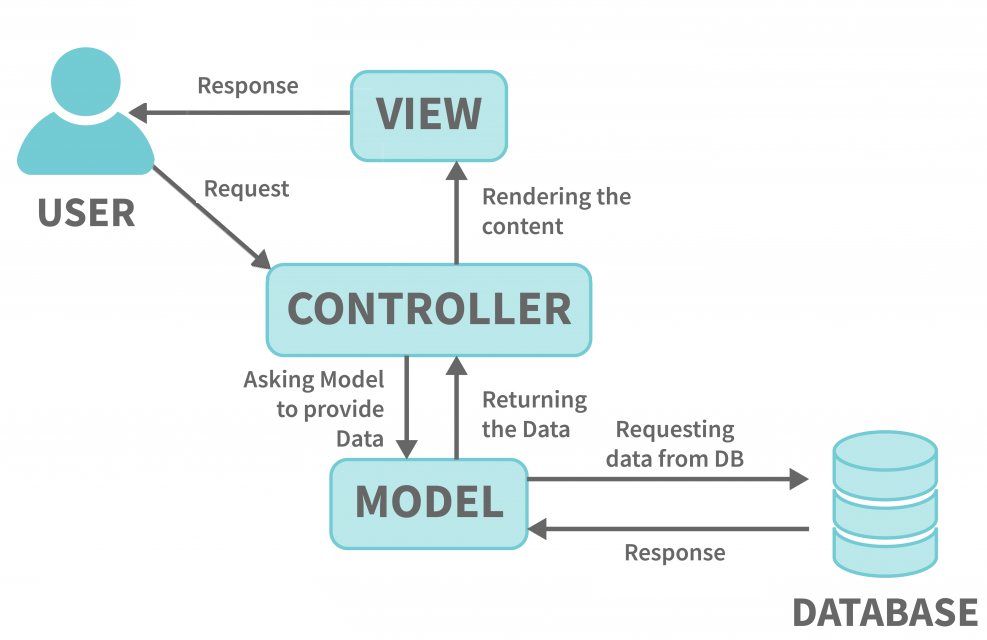 Response
VIEW
Request
USER
Rendering the
content
CONTROLLER
Asking Model
to provide
Data
Returning
the Data
Requesting
data from DB
MODEL
Response
DATABASE